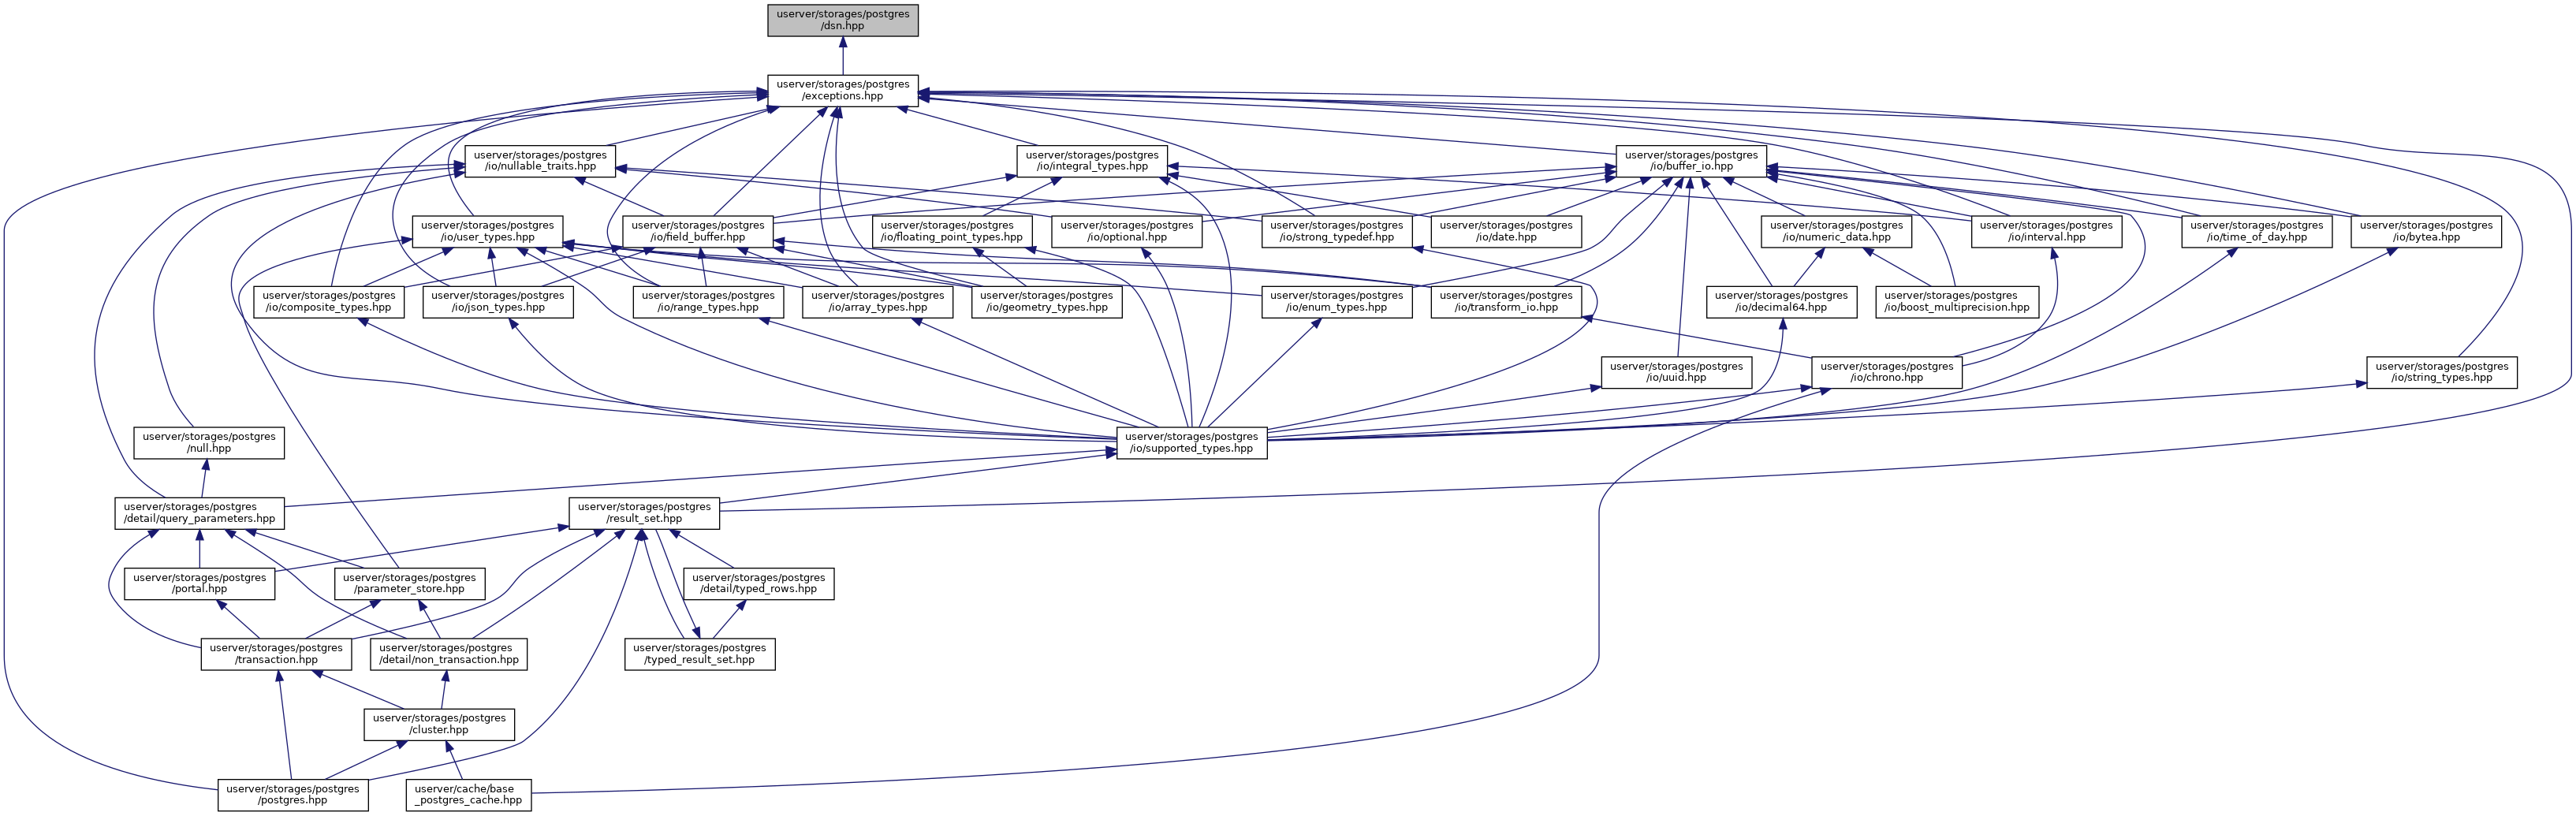 userver/storages/postgres
/dsn.hpp
userver/storages/postgres
/exceptions.hpp
userver/storages/postgres
/io/nullable_traits.hpp
userver/storages/postgres
/io/integral_types.hpp
userver/storages/postgres
/io/buffer_io.hpp
userver/storages/postgres
/io/user_types.hpp
userver/storages/postgres
/io/field_buffer.hpp
userver/storages/postgres
/io/floating_point_types.hpp
userver/storages/postgres
/io/optional.hpp
userver/storages/postgres
/io/strong_typedef.hpp
userver/storages/postgres
/io/date.hpp
userver/storages/postgres
/io/numeric_data.hpp
userver/storages/postgres
/io/interval.hpp
userver/storages/postgres
/io/time_of_day.hpp
userver/storages/postgres
/io/bytea.hpp
userver/storages/postgres
/io/composite_types.hpp
userver/storages/postgres
/io/json_types.hpp
userver/storages/postgres
/io/range_types.hpp
userver/storages/postgres
/io/array_types.hpp
userver/storages/postgres
/io/geometry_types.hpp
userver/storages/postgres
/io/enum_types.hpp
userver/storages/postgres
/io/transform_io.hpp
userver/storages/postgres
/io/decimal64.hpp
userver/storages/postgres
/io/boost_multiprecision.hpp
userver/storages/postgres
/io/uuid.hpp
userver/storages/postgres
/io/chrono.hpp
userver/storages/postgres
/io/string_types.hpp
userver/storages/postgres
/null.hpp
userver/storages/postgres
/io/supported_types.hpp
userver/storages/postgres
/detail/query_parameters.hpp
userver/storages/postgres
/result_set.hpp
userver/storages/postgres
/portal.hpp
userver/storages/postgres
/parameter_store.hpp
userver/storages/postgres
/detail/typed_rows.hpp
userver/storages/postgres
/transaction.hpp
userver/storages/postgres
/detail/non_transaction.hpp
userver/storages/postgres
/typed_result_set.hpp
userver/storages/postgres
/cluster.hpp
userver/storages/postgres
/postgres.hpp
userver/cache/base
_postgres_cache.hpp